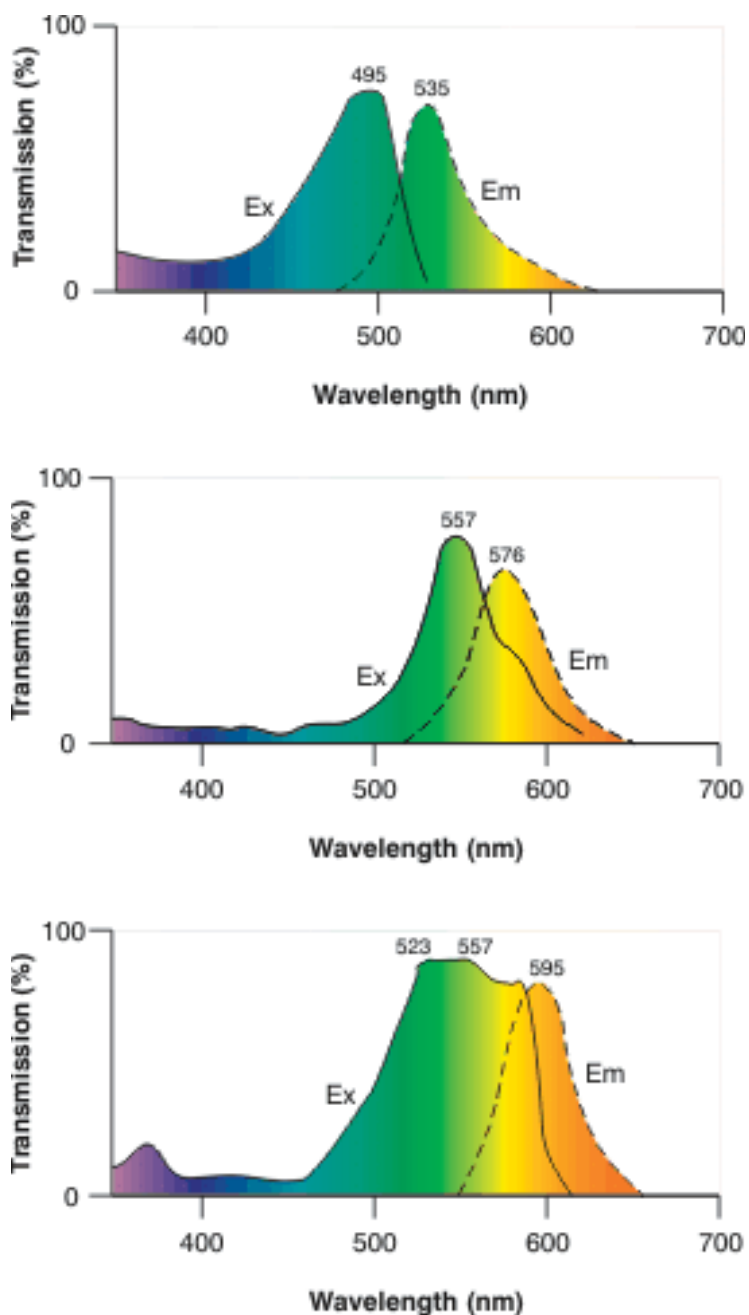 100
Transmission (%)
495
535
Ex
Em
0
400 500 600 700
Wavelength (nm)
100
Transmission (%)
557
576
Ex
Em
0
400 500 600 700
Wavelength (nm)
100
Transmission (%)
523 557
595
Ex
Em
0
400 500 600 700
Wavelength (nm)